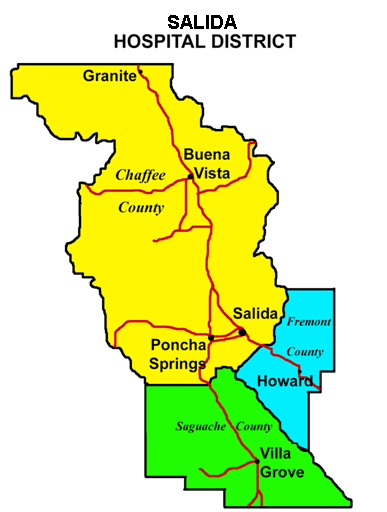 SALIDA
HOSPITAL DISTRICT
Granite
Buena
Vista
Chaffee
County
Salida
Fremont
County
Poncha
Springs
Howard
Saguache County
Villa
Grove